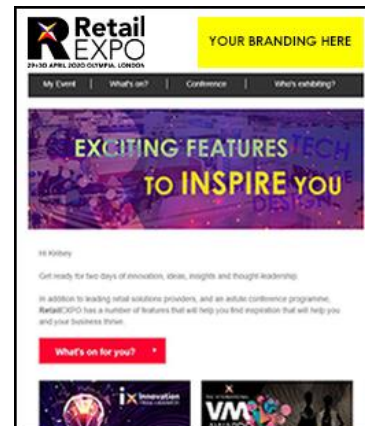 Retail
EXPO
29+30 APRIL 2020 OLYMPIA, LONDON
YOUR BRANDING HERE
My Event | What's on? | Conference | Who's exhibiting?
EXCITING FEATURES
TO INSPIRE YOU
TECH
DESIGN
Hi Kelsey
Get ready for two days of innovation, ideas, insights and thought-leadership.
In addition to leading retail solutions providers, and an astute conference programme,
RetailEXPO has a number of features that will help you find inspiration that will help you
and your business thrive.
What's on for you?
innovation
VM